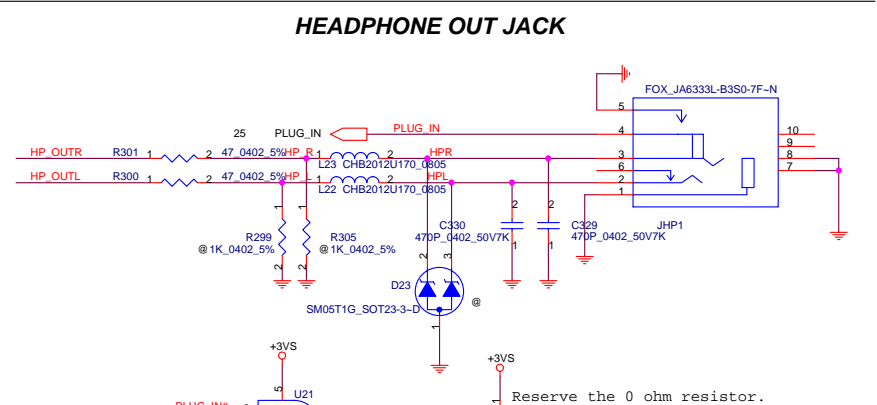 HEADPHONE OUT JACK
FOX_JA6333L-B3S0-7F~N
5
25 PLUG_IN PLUG_IN 4 10
9
HP_OUTR R301 1 2 47_0402_5% HP_R 1 2 HPR 3 8
L23 CHB2012U170_0805
6 7
HP_OUTL R300 1 2 47_0402_5% HP_L 1 2 HPL 2
L22 CHB2012U170_0805
1
1 1 2 2
C330 C329 JHP1
R299 R305 470P_0402_50V7K 470P_0402_50V7K
@1K_0402_5% @1K_0402_5% 1 1
2 2 2 3
D23
@
SM05T1G_SOT23-3~D
1
+3VS +3VS
5 U21 1 Reserve the 0 ohm resistor.